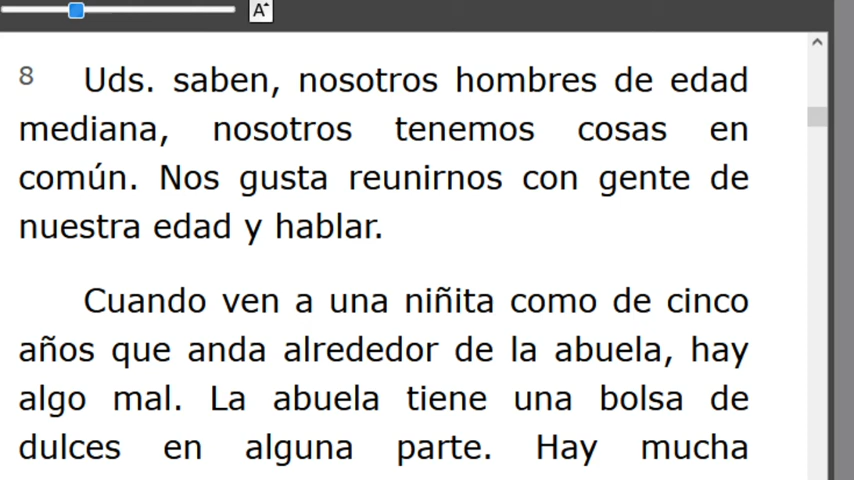 A
8 Uds. saben, nosotros hombres de edad
mediana, nosotros tenemos cosas en
común. Nos gusta reunirnos con gente de
nuestra edad y hablar.
Cuando ven a una niñita como de cinco
años que anda alrededor de la abuela, hay
algo mal. La abuela tiene una bolsa de
dulces en alguna parte. Hay mucha